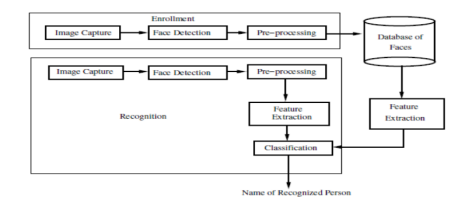 Enrollment
Image Capture
Face Detection
Pre-processing
Database of
Faces
Image Capture
Face Detection
Pre-processing
Feature
Extraction
Feature
Extraction
Recognition
Classification
Name of Recognized Person